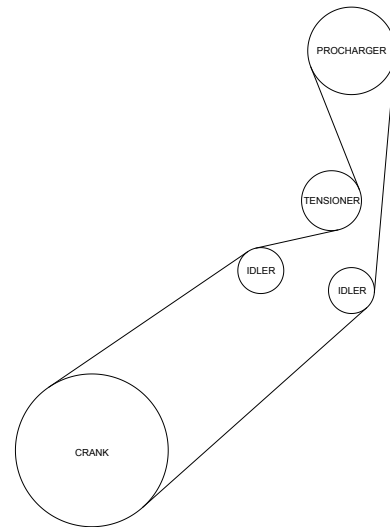 PROCHARGER
TENSIONER
IDLER
IDLER
CRANK